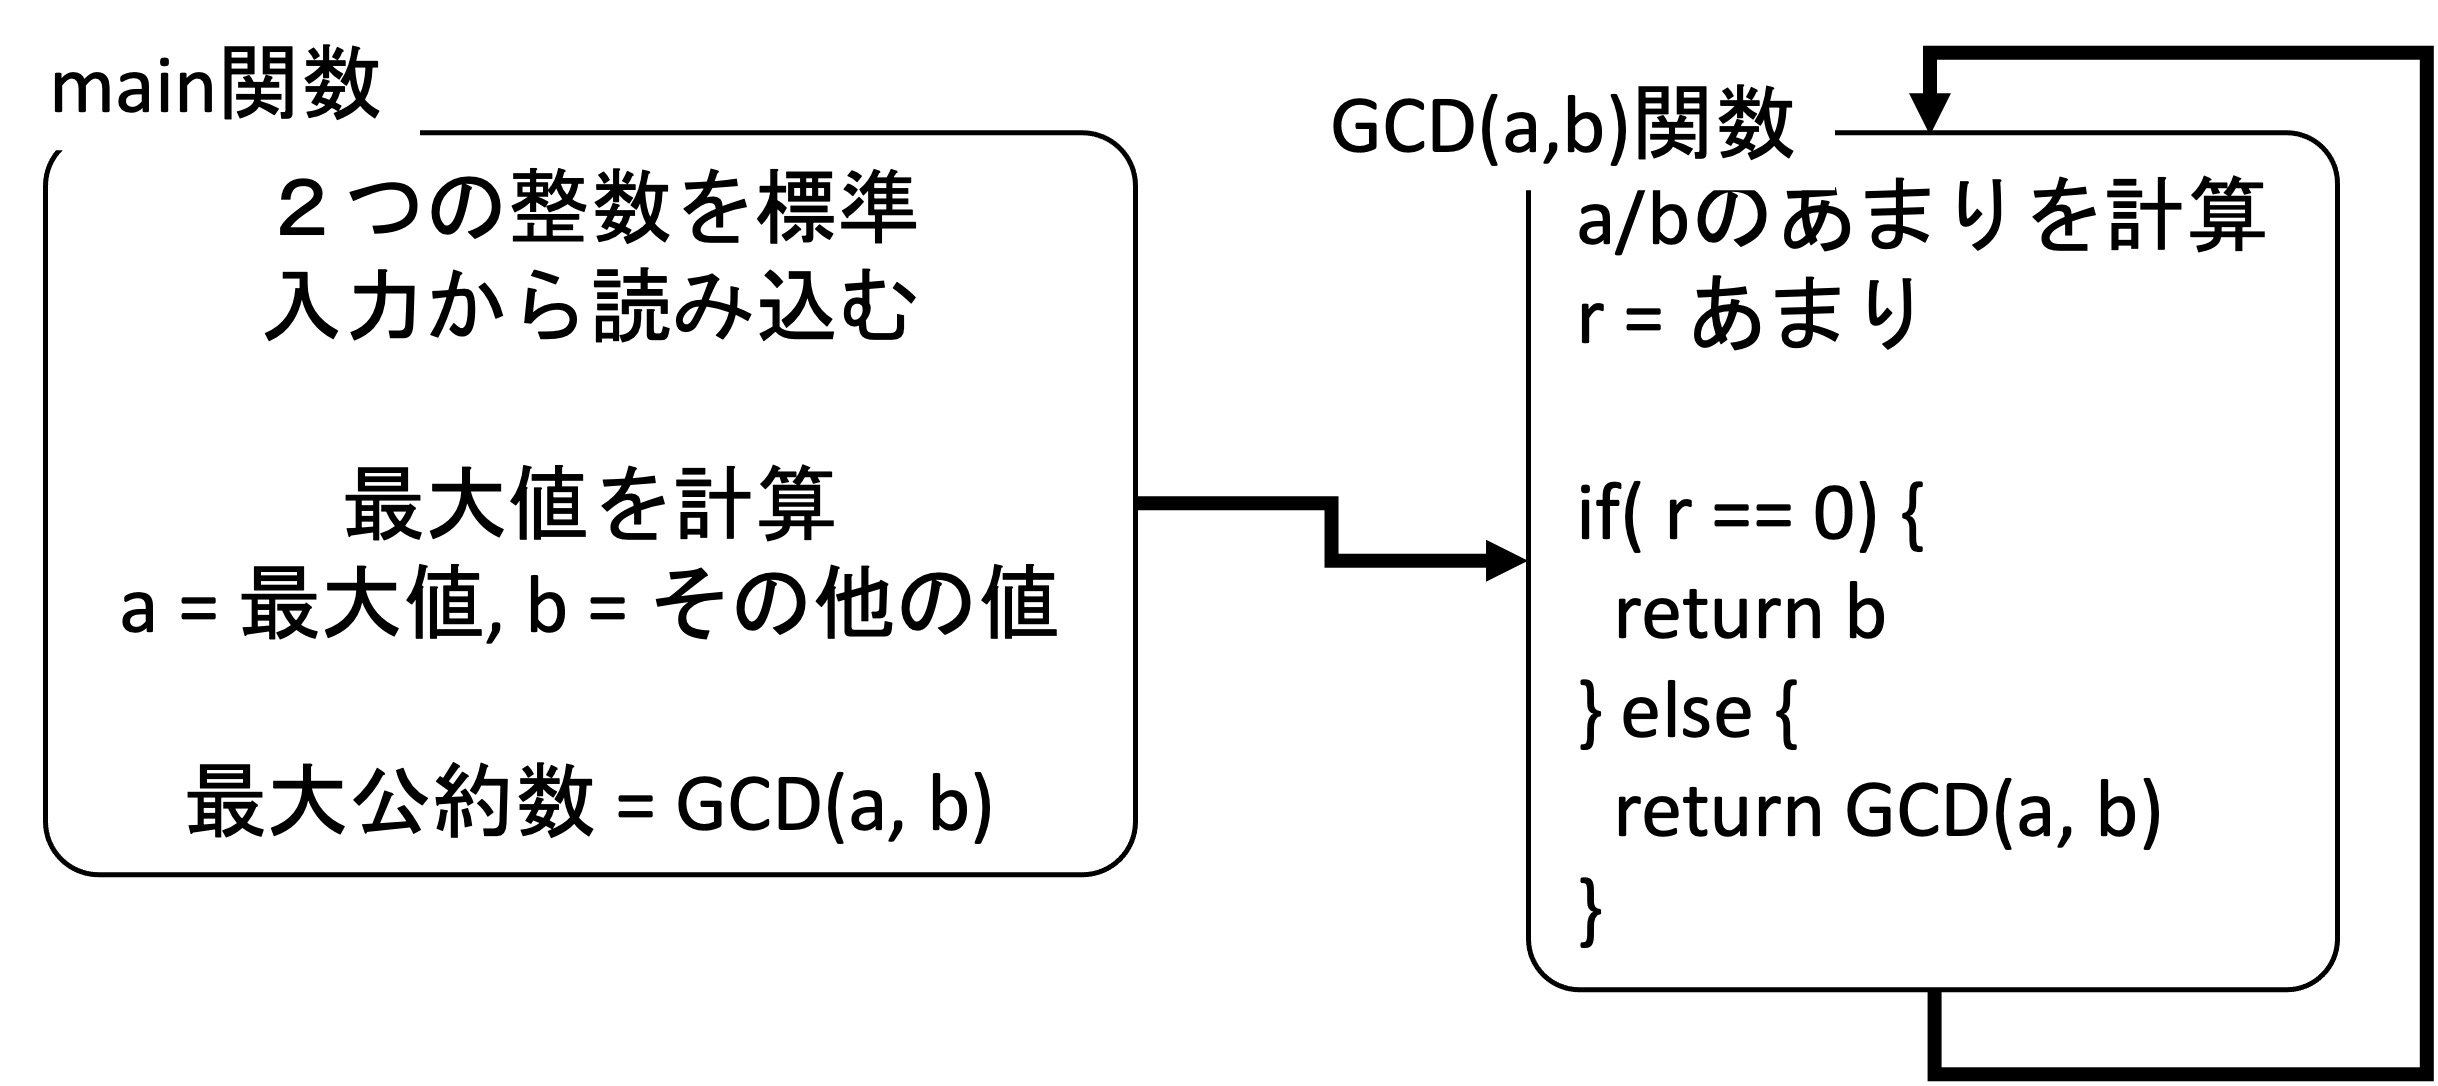 main関数
２つの整数を標準
入力から読み込む
最大値を計算
a = 最大値, b = その他の値
最大公約数 = GCD(a, b)
GCD(a,b)関数
a/bのあまりを計算
r = あまり
if( r == 0) {
return b
} else {
return GCD(a, b)
}